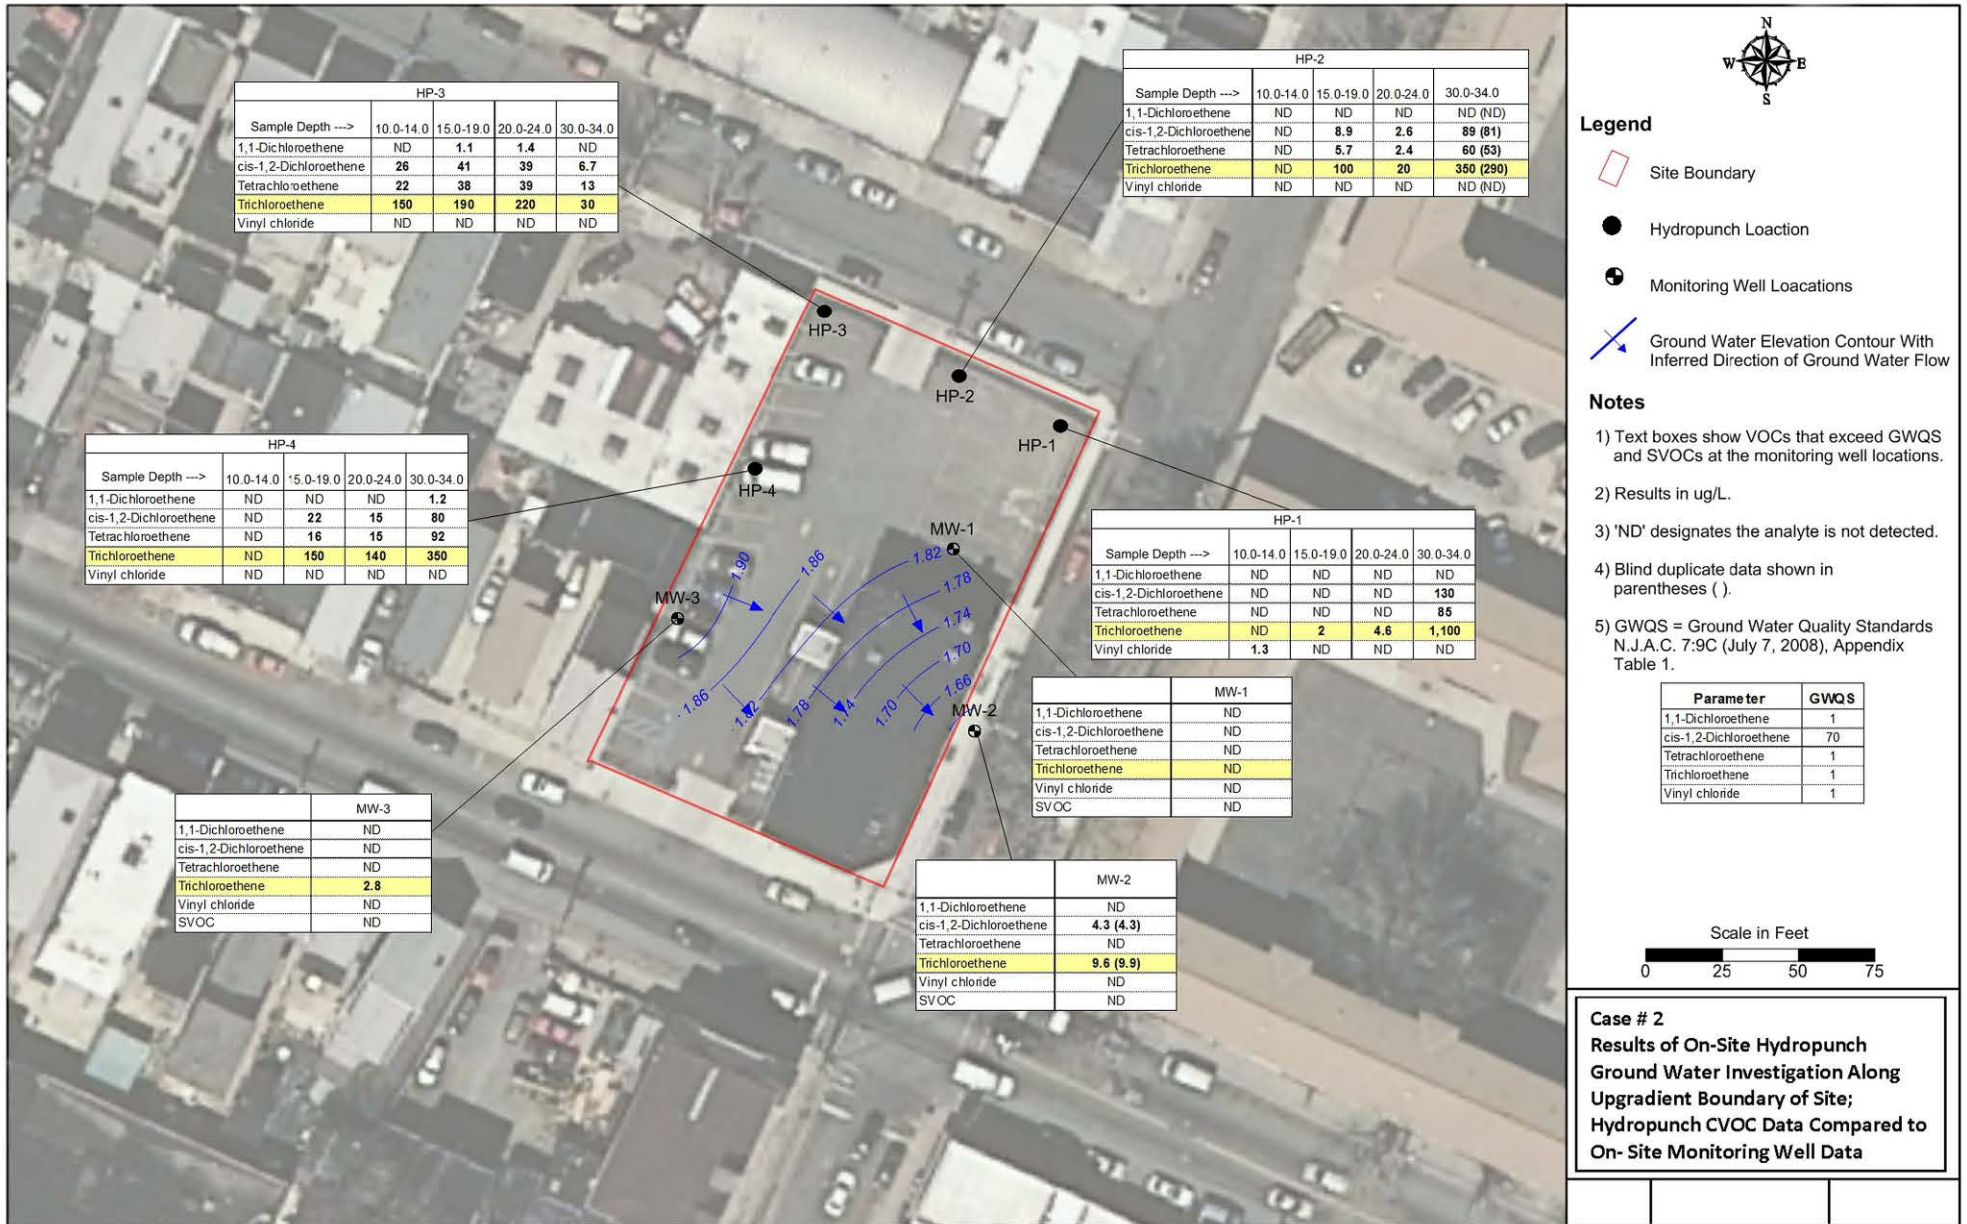 HP-3
Sample Depth ---> 10.0-14.0 15.0-19.0 20.0-24.0 30.0-34.0
1,1-Dichloroethene ND 1.1 1.4 ND
cis-1,2-Dichloroethene 26 41 39 6.7
Tetrachloroethene 22 38 39 13
Trichloroethene 150 190 220 30
Vinyl chloride ND ND ND ND
HP-2
Sample Depth ---> 10.0-14.0 15.0-19.0 20.0-24.0 30.0-34.0
1,1-Dichloroethene ND ND ND ND (ND)
cis-1,2-Dichloroethene ND 8.9 2.6 89 (81)
Tetrachloroethene ND 5.7 2.4 60 (53)
Trichloroethene ND 100 20 350 (290)
Vinyl chloride ND ND ND ND (ND)
HP-4
Sample Depth ---> 10.0-14.0 15.0-19.0 20.0-24.0 30.0-34.0
1,1-Dichloroethene ND ND ND 1.2
cis-1,2-Dichloroethene ND 22 15 80
Tetrachloroethene ND 16 15 92
Trichloroethene ND 150 140 350
Vinyl chloride ND ND ND ND
HP-1
Sample Depth ---> 10.0-14.0 15.0-19.0 20.0-24.0 30.0-34.0
1,1-Dichloroethene ND ND ND ND
cis-1,2-Dichloroethene ND ND ND 130
Tetrachloroethene ND ND ND 85
Trichloroethene ND 2 4.6 1,100
Vinyl chloride 1.3 ND ND ND
MW-1
1,1-Dichloroethene ND
cis-1,2-Dichloroethene ND
Tetrachloroethene ND
Trichloroethene ND
Vinyl chloride ND
SVOC ND
MW-3
1,1-Dichloroethene ND
cis-1,2-Dichloroethene ND
Tetrachloroethene ND
Trichloroethene 2.8
Vinyl chloride ND
SVOC ND
MW-2
1,1-Dichloroethene ND
cis-1,2-Dichloroethene 4.3 (4.3)
Tetrachloroethene ND
Trichloroethene 9.6 (9.9)
Vinyl chloride ND
SVOC ND
HP-3
HP-2
HP-1
HP-4
MW-1
MW-3
MW-2
1.90
1.86
1.82
1.78
1.74
1.70
1.66
1.86
1.82
1.78
1.74
1.70
N
W E
S
Legend
Site Boundary
Hydropunch Loaction
Monitoring Well Loacations
Ground Water Elevation Contour With
Inferred Direction of Ground Water Flow
Notes
1) Text boxes show VOCs that exceed GWQS
and SVOCs at the monitoring well locations.
2) Results in ug/L.
3) 'ND' designates the analyte is not detected.
4) Blind duplicate data shown in
parentheses ( ).
5) GWQS = Ground Water Quality Standards
N.J.A.C. 7:9C (July 7, 2008), Appendix
Table 1.
Parameter GWQS
1,1-Dichloroethene 1
cis-1,2-Dichloroethene 70
Tetrachloroethene 1
Trichloroethene 1
Vinyl chloride 1
Scale in Feet
0 25 50 75
Case # 2
Results of On-Site Hydropunch
Ground Water Investigation Along
Upgradient Boundary of Site;
Hydropunch CVOC Data Compared to
On- Site Monitoring Well Data